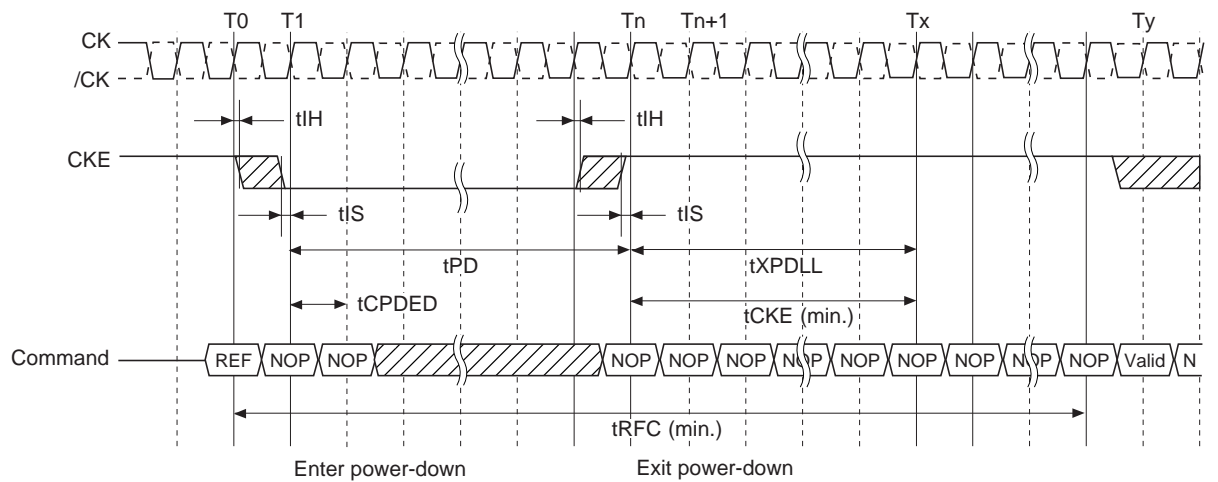 T0 T1 Tn Tn+1 Tx Ty
CK
/CK
tIH tIH
CKE
tIS tIS
tPD tXPDLL
tCPDED tCKE (min.)
Command REF NOP NOP NOP NOP NOP NOP NOP NOP NOP NOP NOP Valid N
tRFC (min.)
Enter power-down Exit power-down